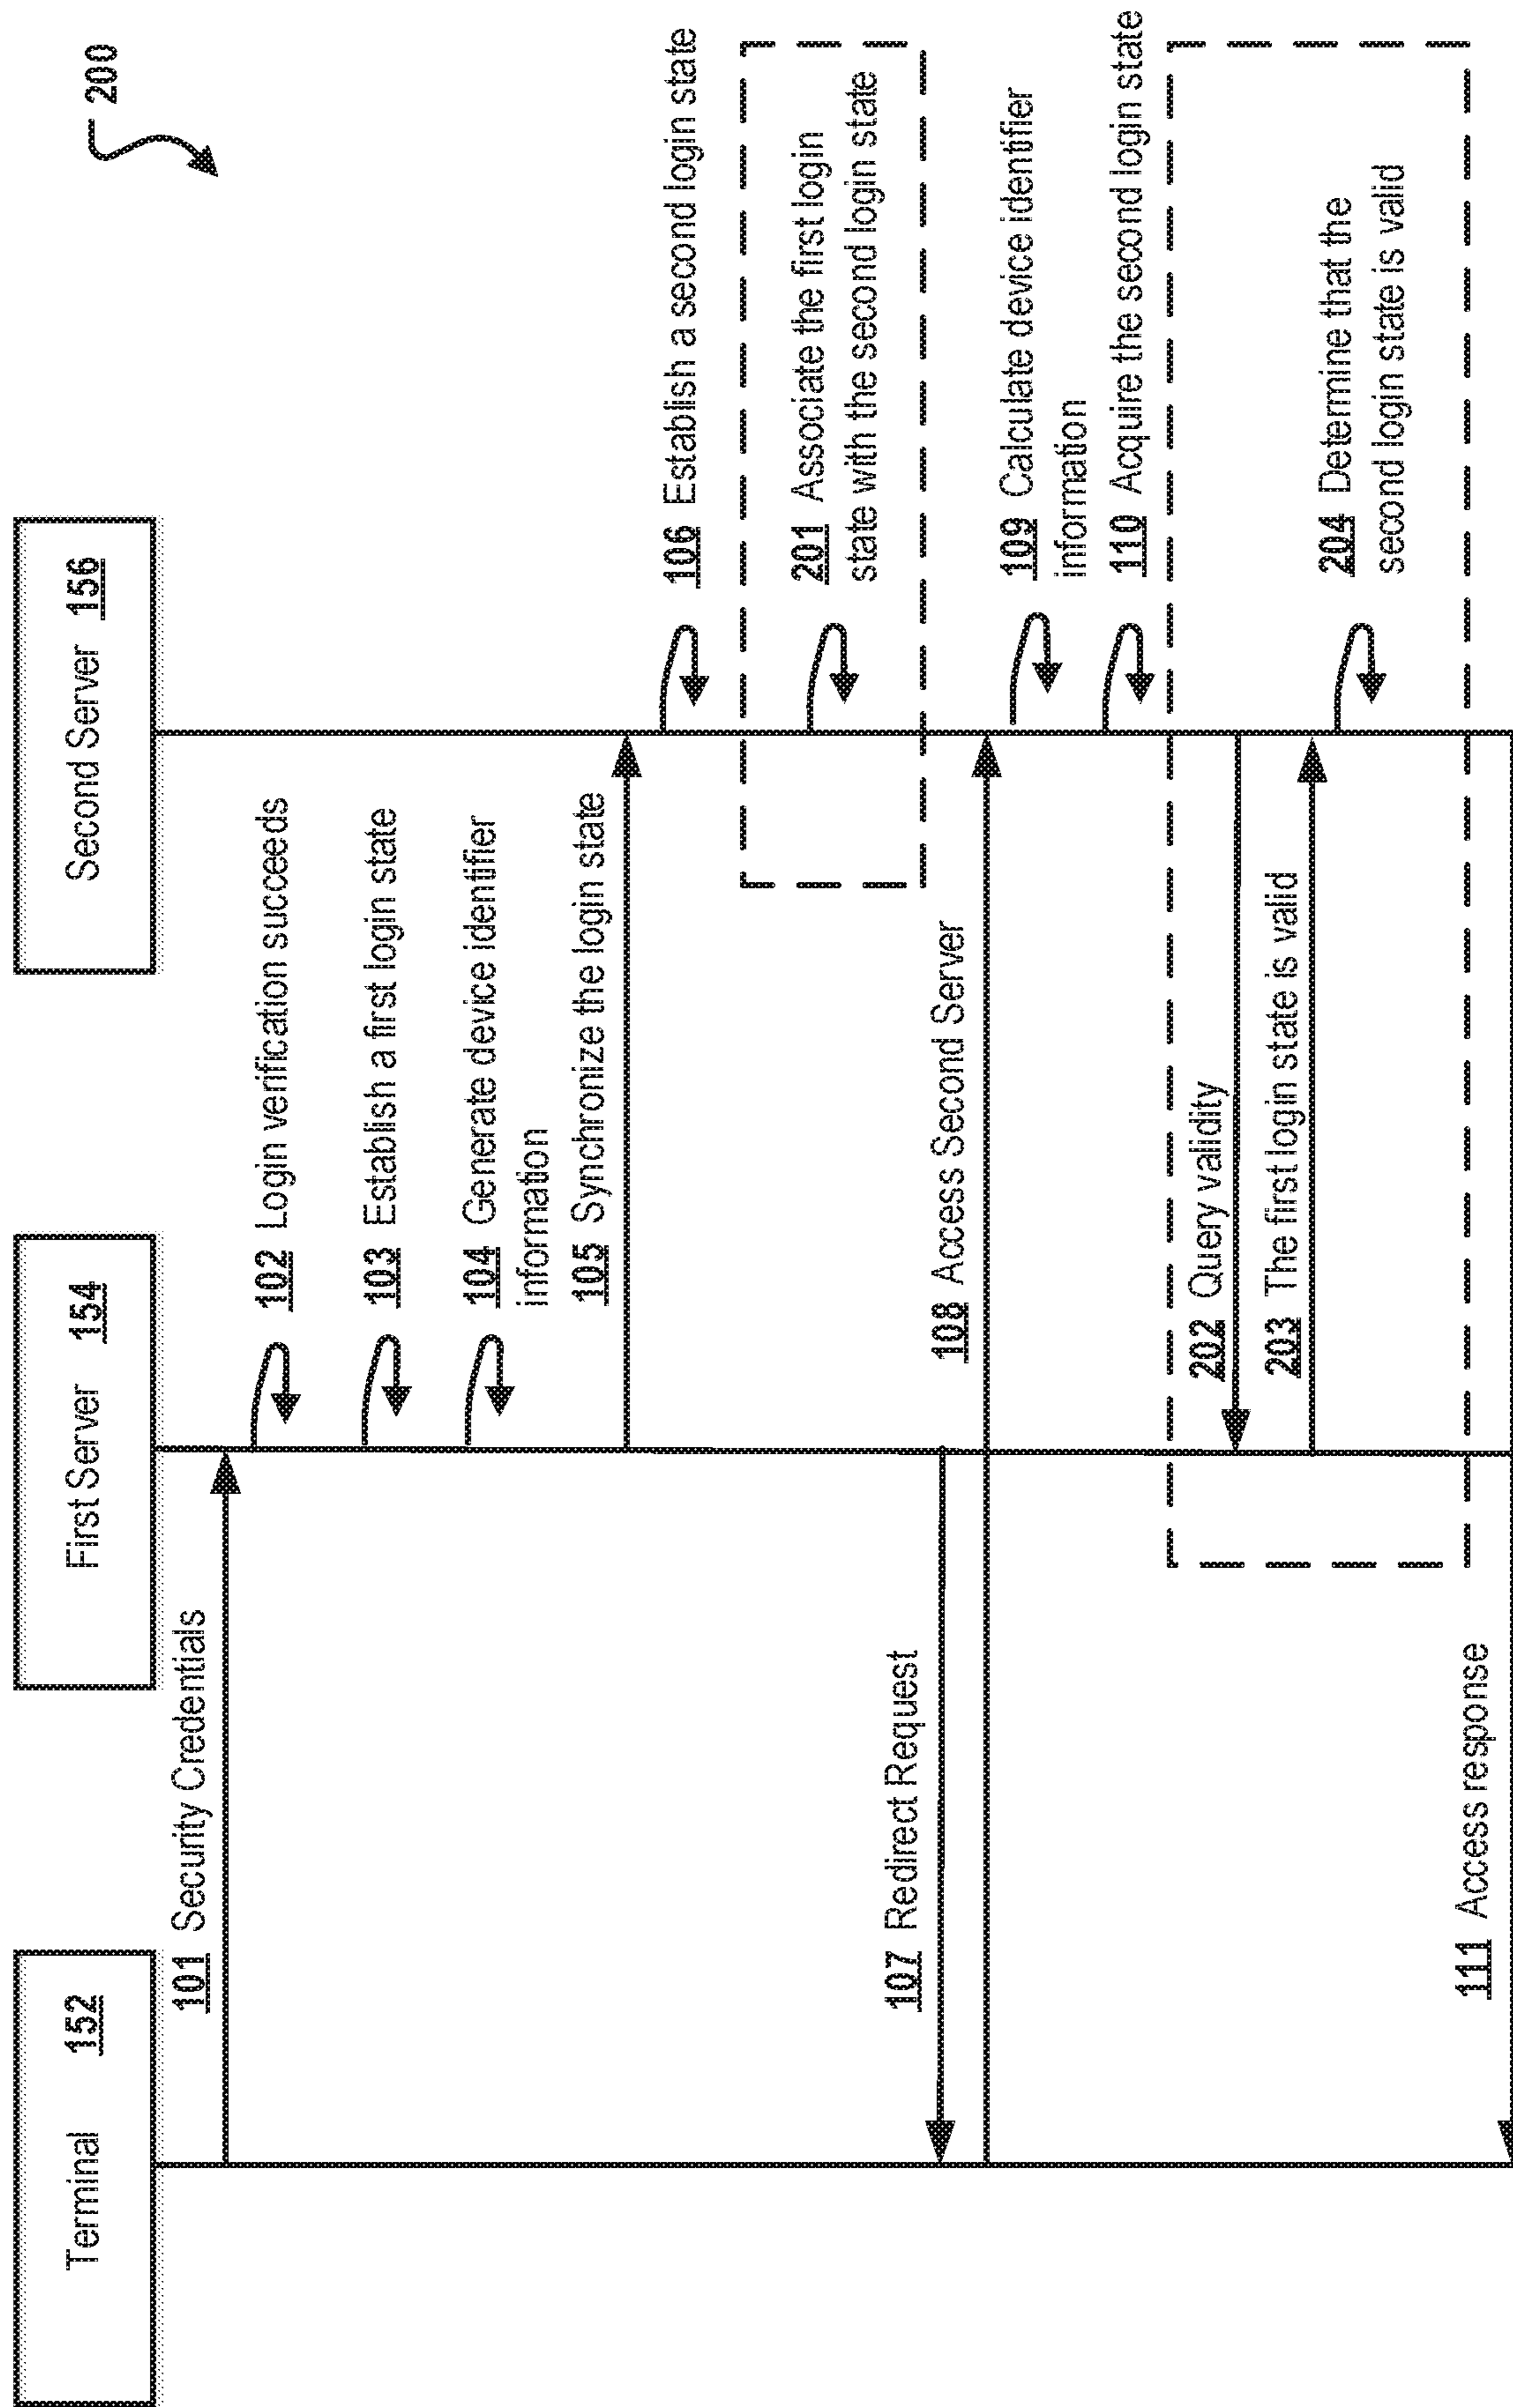 200
Terminal 152
First Server 154
Second Server 156
101 Security Credentials
102 Login verification succeeds
103 Establish a first login state
104 Generate device identifier
information
105 Synchronize the login state
106 Establish a second login state
201 Associate the first login
state with the second login state
107 Redirect Request
108 Access Second Server
109 Calculate device identifier
information
110 Acquire the second login state
202 Query validity
203 The first login state is valid
204 Determine that the
second login state is valid
111 Access response